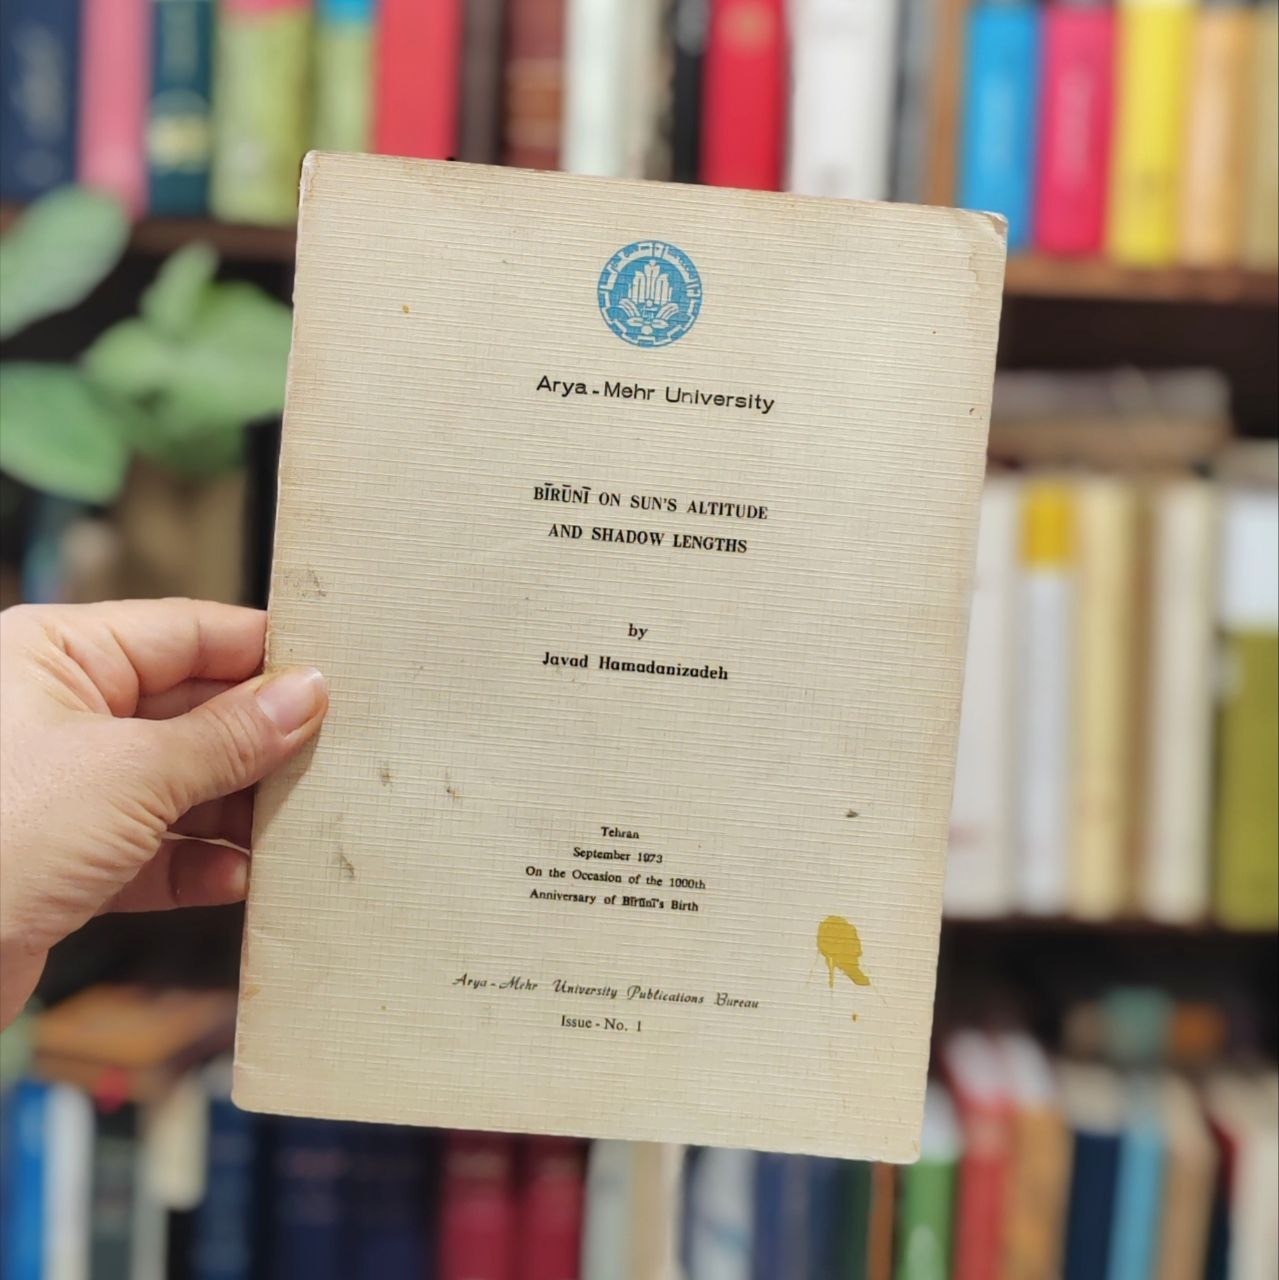 Arya-Mehr University
BĪRŪNĪ ON SUN'S ALTITUDE
AND SHADOW LENGTHS
by
Javad Hamadanizadeh
Tehran
September 1973
On the Occasion of the 1000th
Anniversary of Bīrūnī's Birth
Arya-Mehr University Publications Bureau
Issue-No. 1